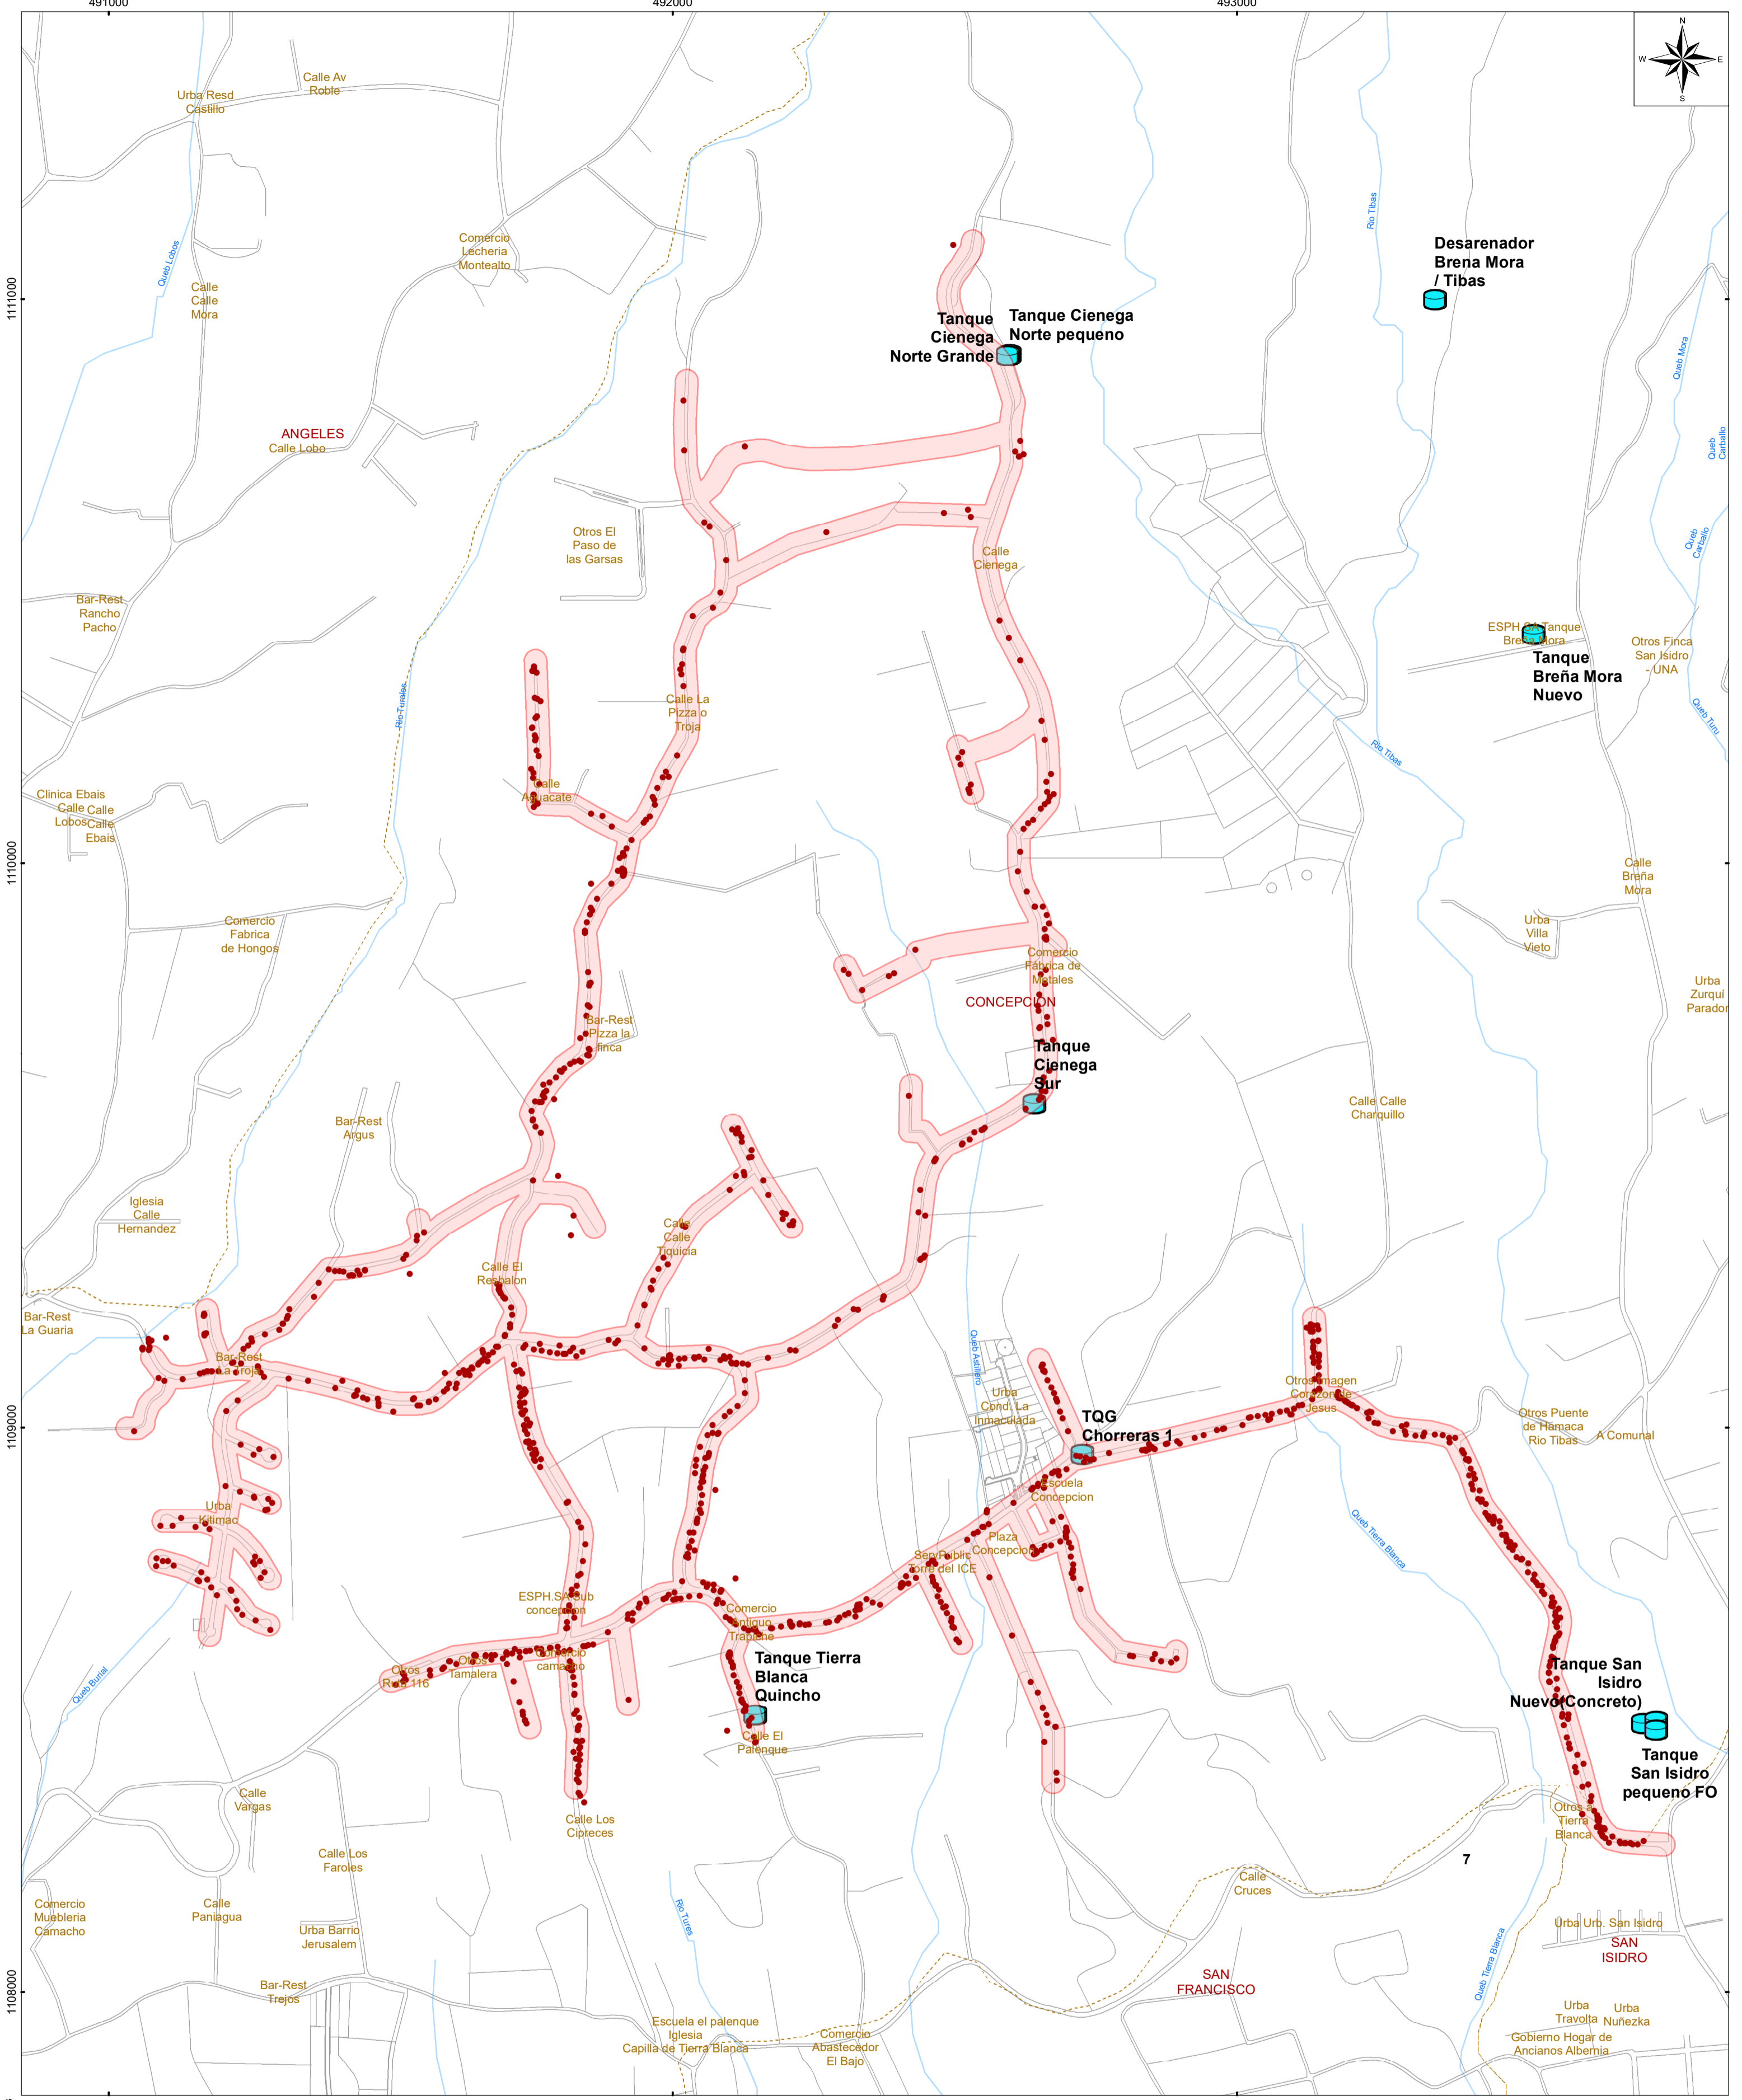 491000
492000
493000
N
W
E
S
Calle Av
Roble
Urba Resd
Castillo
Queb Lobos
Calle
Calle
Mora
Comercio
Lecheria
Montealto
Rio Tibas
Desarenador
Brena Mora
/ Tibas
1111000
Tanque
Cienega
Norte Grande
Tanque Cienega
Norte pequeno
Queb Mora
Queb
Carballo
ANGELES
Calle Lobo
Otros El
Paso de
las Garsas
Calle
Cienega
Queb
Carballo
Bar-Rest
Rancho
Pacho
ESPH.SA Tanque
Breña Mora
Otros Finca
San Isidro
- UNA
Tanque
Breña Mora
Nuevo
Rio Turales
Calle La
Pizza o
Troja
Queb Turu
Rio Tibas
Calle
Aguacate
Clinica Ebais
Calle
Lobos
Calle
Calle
Ebais
1110000
Calle
Breña
Mora
Comercio
Fabrica
de Hongos
Urba
Villa
Vieto
Comercio
Fábrica de
Metales
CONCEPCION
Urba
Zurquí
Parador
Bar-Rest
Pizza la
finca
Tanque
Cienega
Sur
Calle Calle
Charquillo
Bar-Rest
Argus
Iglesia
Calle
Hernandez
Calle
Calle
Tiquicia
Calle El
Resbalon
Bar-Rest
La Guaria
Bar-Rest
La Troja
Queb Astillero
Urba
Cond. La
Inmaculada
Otros Imagen
Corazon de
Jesus
TQG
Chorreras 1
Otros Puente
de Hamaca
Rio Tibas
A Comunal
1109000
Escuela
Concepcion
Urba
Kitimac
Plaza
Concepcion
Queb Tierra Blanca
Serv.Public
Torre del ICE
ESPH.SA Sub
concepcion
Comercio
Antiguo
Trapiche
Comercio
camacho
Otros
Tamalera
Otros
Ruta 116
Tanque Tierra
Blanca
Quincho
Queb Burial
Tanque San
Isidro
Nuevo(Concreto)
Calle El
Palenque
Tanque
San Isidro
pequeno FO
Calle
Vargas
Calle Los
Cipreces
Otros a
Tierra
Blanca
Calle Los
Faroles
7
Calle
Cruces
Comercio
Muebleria
Camacho
Calle
Paniagua
Urba Barrio
Jerusalem
Rio Tures
Urba Urb. San Isidro
SAN
ISIDRO
Queb Tierra Blanca
1108000
Bar-Rest
Trejos
SAN
FRANCISCO
Escuela el palenque
Iglesia
Capilla de Tierra Blanca
Comercio
Abastecedor
El Bajo
Urba
Travolta
Urba
Nuñezka
Gobierno Hogar de
Ancianos Albernia